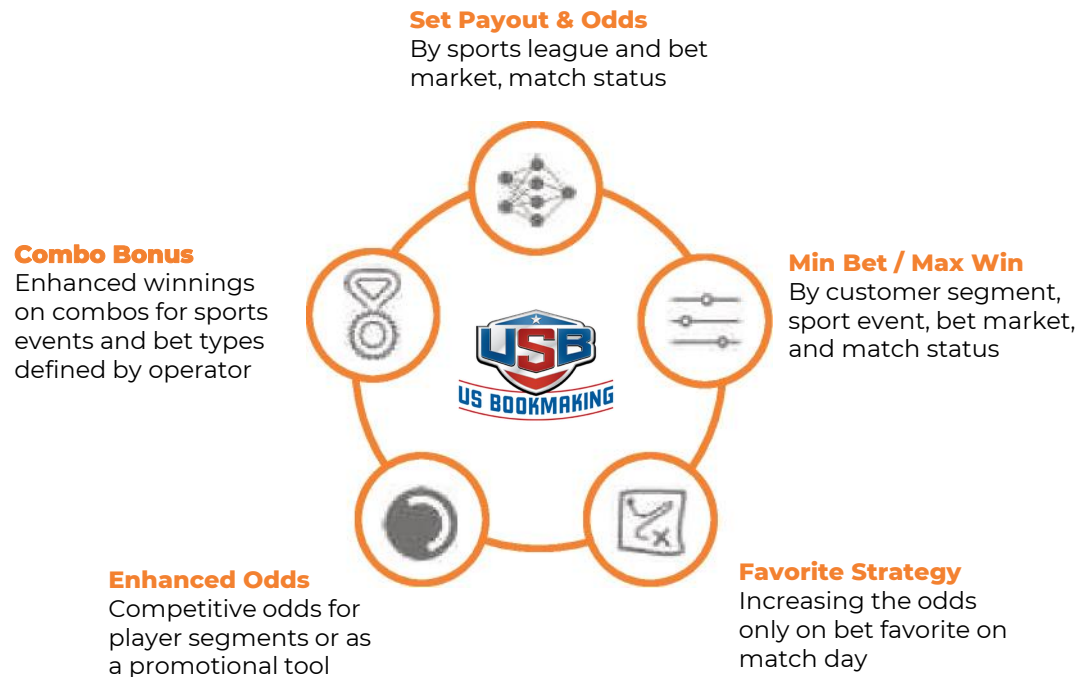 Set Payout & Odds
By sports league and bet
market, match status
Combo Bonus
Enhanced winnings
on combos for sports
events and bet types
defined by operator
Min Bet / Max Win
By customer segment,
sport event, bet market,
and match status
USB
US BOOKMAKING
Enhanced Odds
Competitive odds for
player segments or as
a promotional tool
Favorite Strategy
Increasing the odds
only on bet favorite on
match day